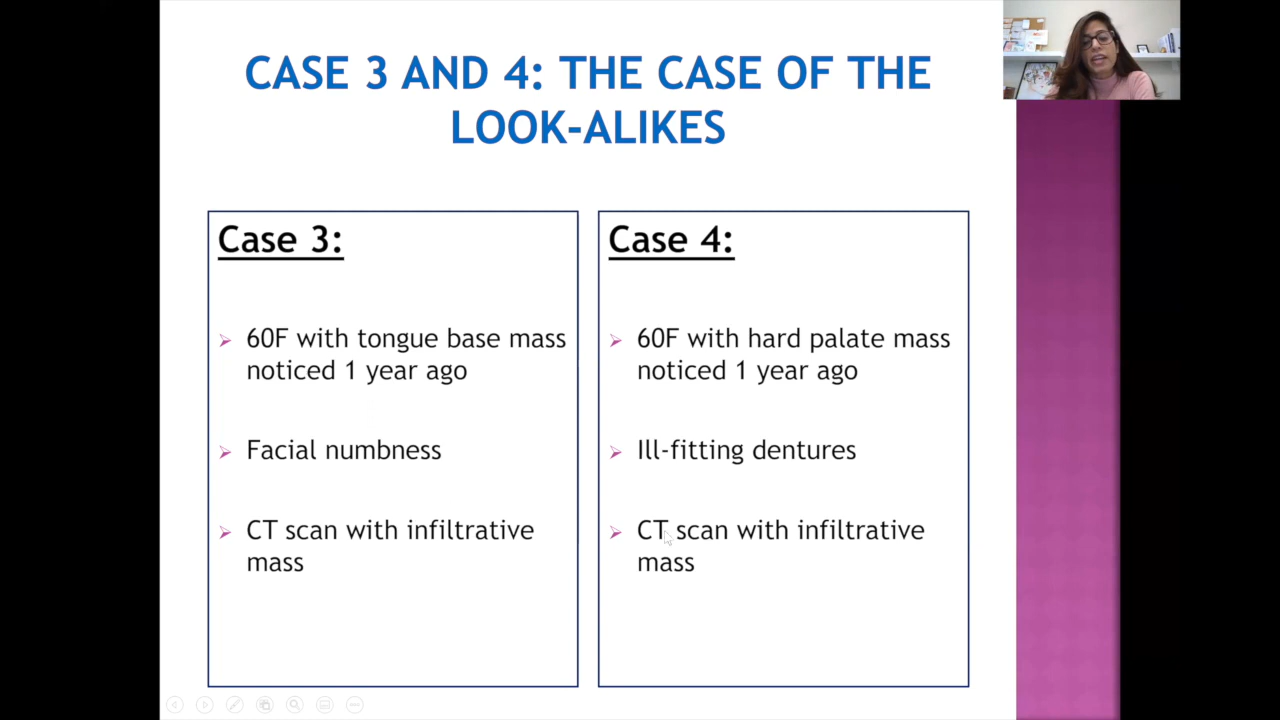 CASE 3 AND 4: THE CASE OF THE
LOOK-ALIKES
Case 3:
60F with tongue base mass
noticed 1 year ago
Facial numbness
CT scan with infiltrative
mass
Case 4:
60F with hard palate mass
noticed 1 year ago
Ill-fitting dentures
CT scan with infiltrative
mass